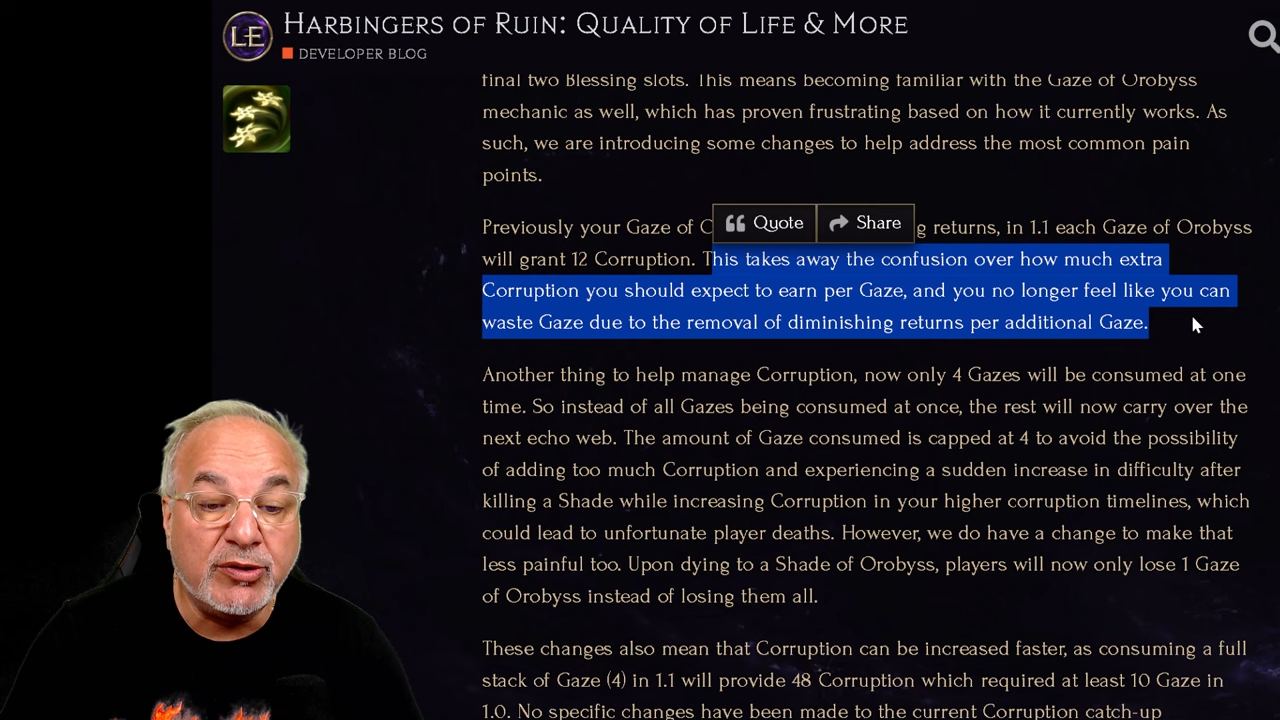 LE
Harbingers of Ruin: Quality of Life & More
DEVELOPER BLOG
final two Blessing slots. This means becoming familiar with the Gaze of Orobyss
mechanic as well, which has proven frustrating based on how it currently works. As
such, we are introducing some changes to help address the most common pain
points.
Quote
Share
Previously your Gaze of returns, in 1.1 each Gaze of Orobyss
will grant 12 Corruption. This takes away the confusion over how much extra
Corruption you should expect to earn per Gaze, and you no longer feel like you can
waste Gaze due to the removal of diminishing returns per additional Gaze.
Another thing to help manage Corruption, now only 4 Gazes will be consumed at one
time. So instead of all Gazes being consumed at once, the rest will now carry over the
next echo web. The amount of Gaze consumed is capped at 4 to avoid the possibility
of adding too much Corruption and experiencing a sudden increase in difficulty after
killing a Shade while increasing Corruption in your higher corruption timelines, which
could lead to unfortunate player deaths. However, we do have a change to make that
less painful too. Upon dying to a Shade of Orobyss, players will now only lose 1 Gaze
of Orobyss instead of losing them all.
These changes also mean that Corruption can be increased faster, as consuming a full
stack of Gaze (4) in 1.1 will provide 48 Corruption which required at least 10 Gaze in
1.0. No specific changes have been made to the current Corruption catch-up